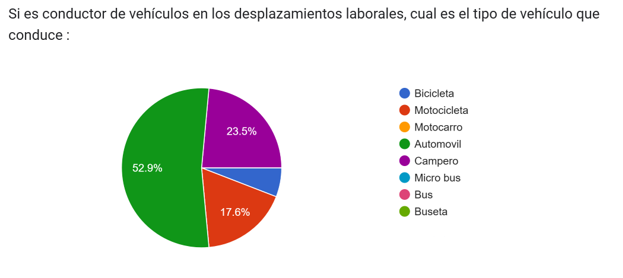 Si es conductor de vehículos en los desplazamientos laborales, cual es el tipo de vehículo que
conduce :
Bicicleta
Motocicleta
Motocarro
Automovil
Campero
Micro bus
Bus
Buseta
23.5%
52.9%
17.6%